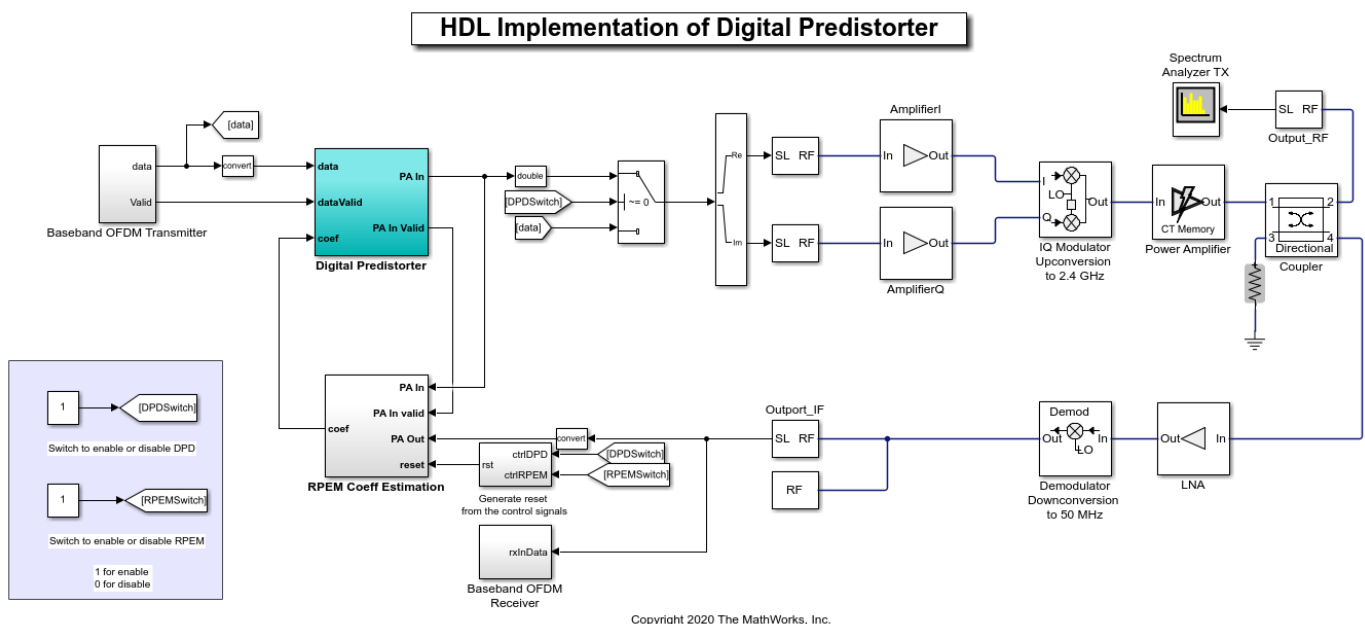 HDL Implementation of Digital Predistorter
Spectrum
Analyzer TX
SL RF
Output_RF
[data]
data
Valid
Baseband OFDM Transmitter
convert
data
dataValid
coef
PA In
PA In Valid
Digital Predistorter
double
[DPDSwitch]
[data]
~= 0
Re
Im
SL RF
SL RF
AmplifierI
In Out
In Out
AmplifierQ
I
LO
Q
Out
IQ Modulator
Upconversion
to 2.4 GHz
In Out
CT Memory
Power Amplifier
1 2
3 4
Directional
Coupler
1
[DPDSwitch]
Switch to enable or disable DPD
1
[RPEMSwitch]
Switch to enable or disable RPEM
1 for enable
0 for disable
coef
PA In
PA In valid
PA Out
reset
RPEM Coeff Estimation
convert
rst
ctrlDPD
ctrlRPEM
[DPDSwitch]
[RPEMSwitch]
Generate reset
from the control signals
rxInData
Baseband OFDM
Receiver
Outport_IF
SL RF
RF
Demod
Out In
LO
Demodulator
Downconversion
to 50 MHz
Out In
LNA
Copyright 2020 The MathWorks, Inc.